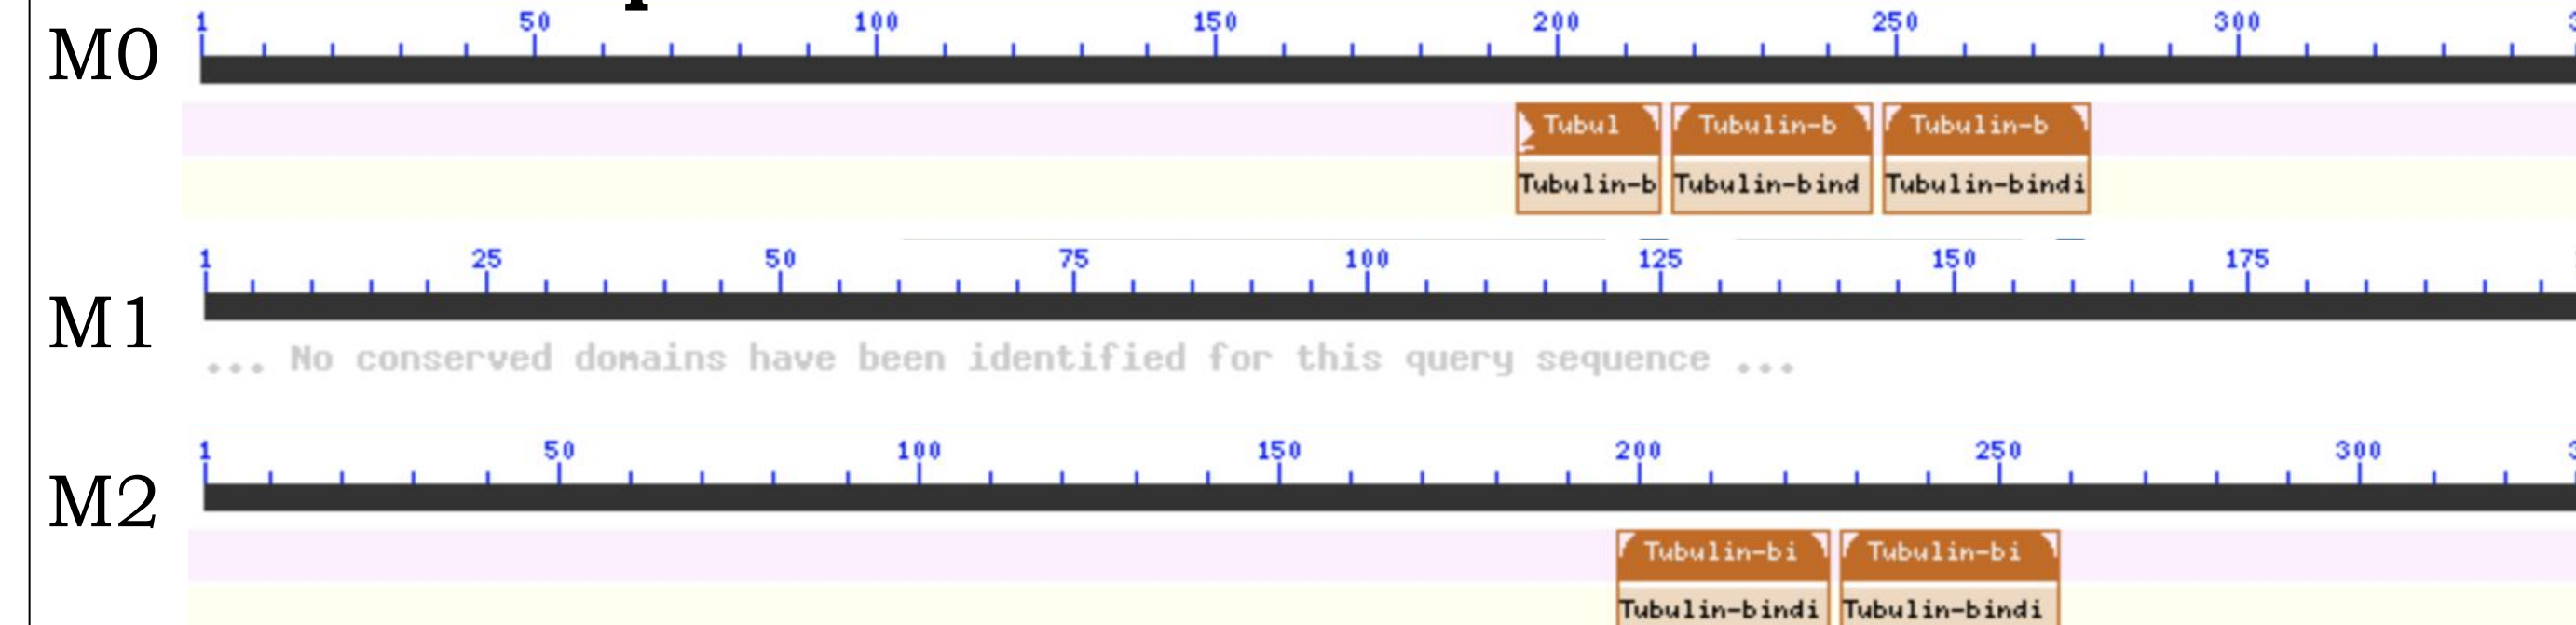 1 50 100 150 200 250 300
M0
Tubul Tubulin-b Tubulin-b
Tubulin-b Tubulin-bind Tubulin-bindi
1 25 50 75 100 125 150 175
M1
... No conserved domains have been identified for this query sequence ...
1 50 100 150 200 250 300
M2
Tubulin-bi Tubulin-bi
Tubulin-bindi Tubulin-bindi